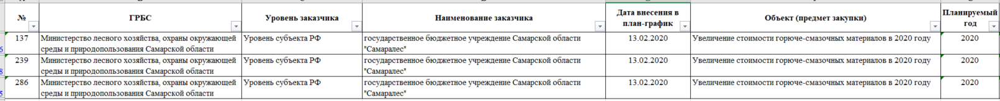 № ГРБС Уровень заказчика Наименование заказчика Дата внесения в план-график Объект (предмет закупки) Планируемый год
137 Министерство лесного хозяйства, охраны окружающей Уровень субъекта РФ государственное бюджетное учреждение Самарской области 13.02.2020 Увеличение стоимости горюче-смазочных материалов в 2020 году 2020
среды и природопользования Самарской области "Самаралес"
239 Министерство лесного хозяйства, охраны окружающей Уровень субъекта РФ государственное бюджетное учреждение Самарской области 13.02.2020 Увеличение стоимости горюче-смазочных материалов в 2020 году 2020
среды и природопользования Самарской области "Самаралес"
286 Министерство лесного хозяйства, охраны окружающей Уровень субъекта РФ государственное бюджетное учреждение Самарской области 13.02.2020 Увеличение стоимости горюче-смазочных материалов в 2020 году 2020
среды и природопользования Самарской области "Самаралес"